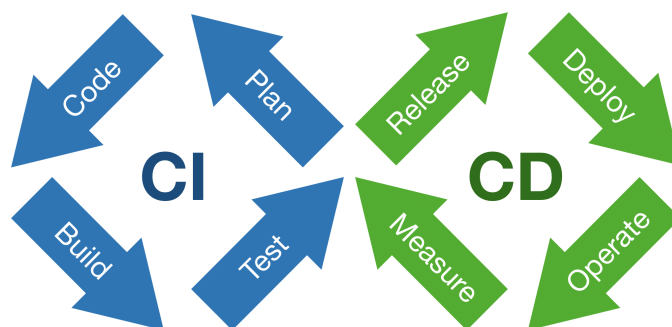 Code
Plan
Release
Deploy
CI
CD
Build
Test
Measure
Operate